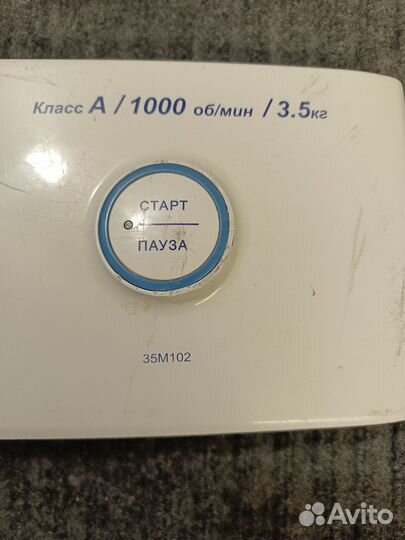 Класс A / 1000 об/мин / 3.5кг
СТАРТ
ПАУЗА
35M102
Avito